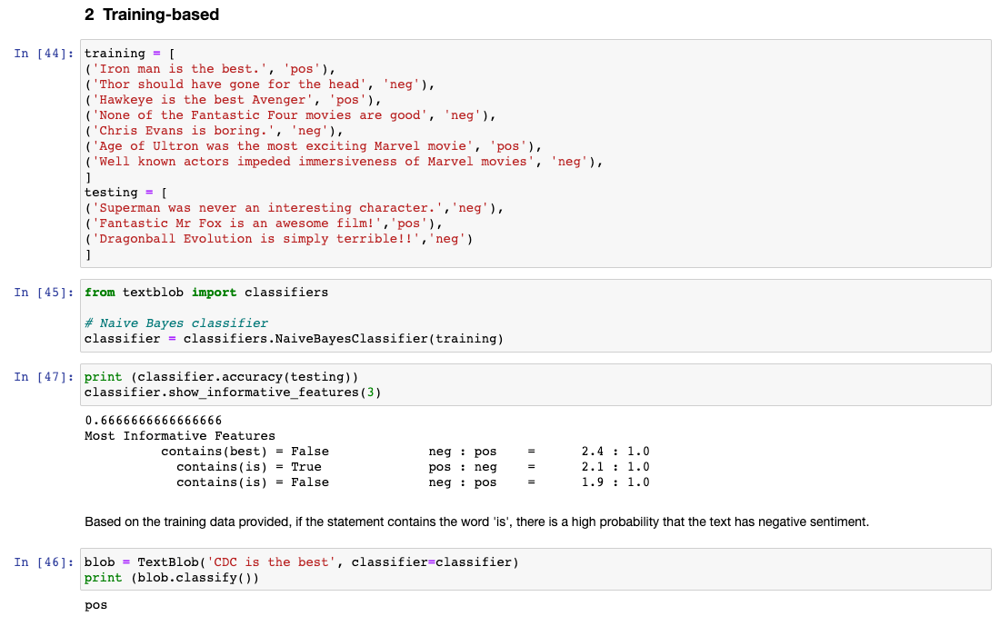 2 Training-based
In [44]: training = [
('Iron man is the best.', 'pos'),
('Thor should have gone for the head', 'neg'),
('Hawkeye is the best Avenger', 'pos'),
('None of the Fantastic Four movies are good', 'neg'),
('Chris Evans is boring.', 'neg'),
('Age of Ultron was the most exciting Marvel movie', 'pos'),
('Well known actors impeded immersiveness of Marvel movies', 'neg'),
]
testing = [
('Superman was never an interesting character.','neg'),
('Fantastic Mr Fox is an awesome film!','pos'),
('Dragonball Evolution is simply terrible!!','neg')
]
In [45]: from textblob import classifiers
# Naive Bayes classifier
classifier = classifiers.NaiveBayesClassifier(training)
In [47]: print (classifier.accuracy(testing))
classifier.show_informative_features(3)
0.6666666666666666
Most Informative Features
contains(best) = False neg : pos = 2.4 : 1.0
contains(is) = True pos : neg = 2.1 : 1.0
contains(is) = False neg : pos = 1.9 : 1.0
Based on the training data provided, if the statement contains the word 'is', there is a high probability that the text has negative sentiment.
In [46]: blob = TextBlob('CDC is the best', classifier=classifier)
print (blob.classify())
pos